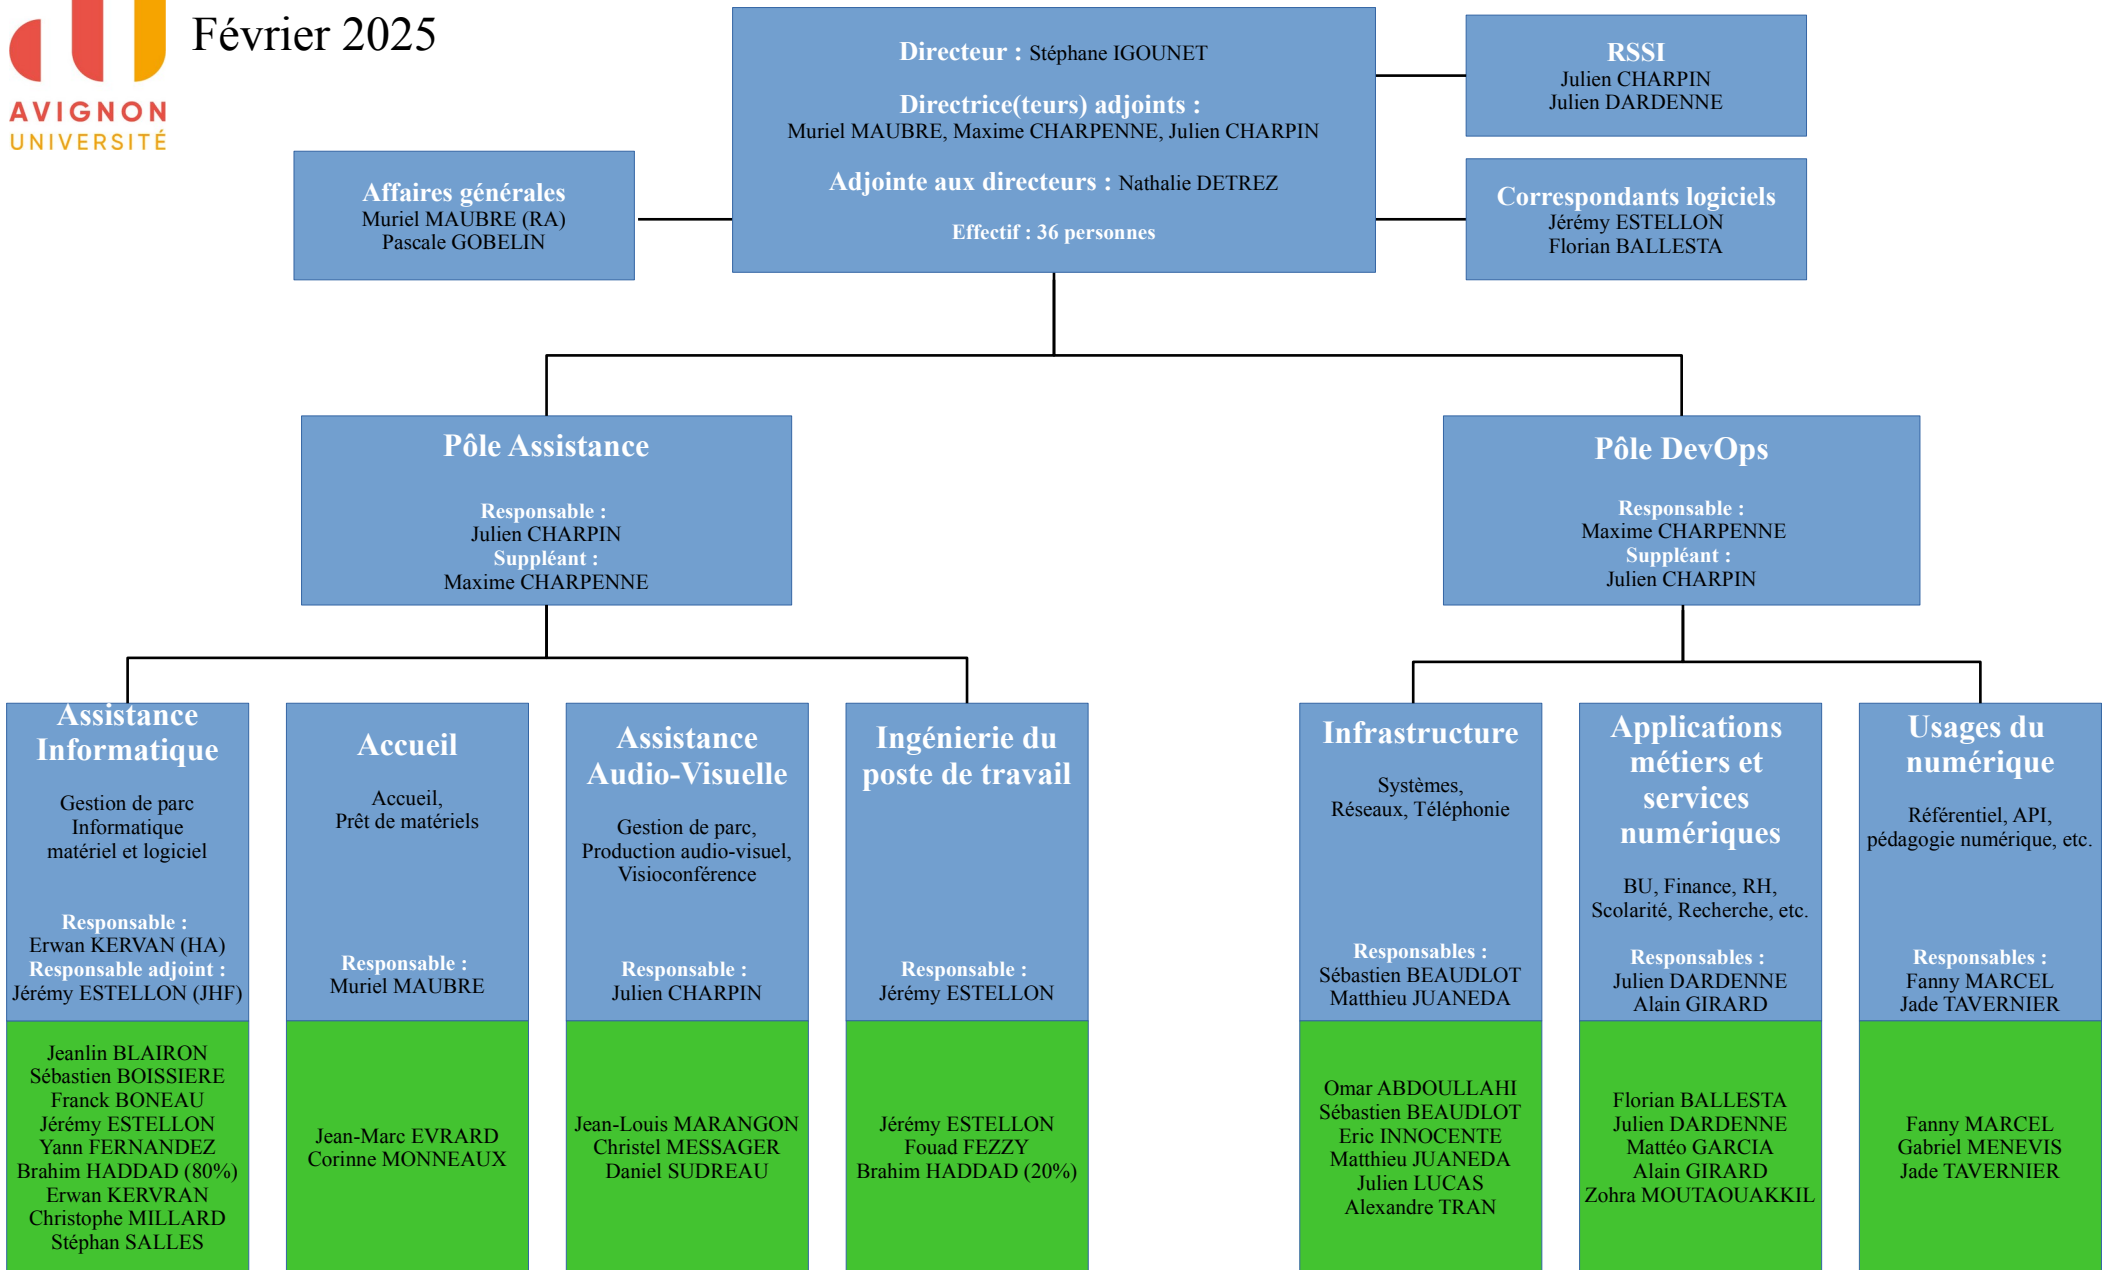 Février 2025
AVIGNON
UNIVERSITÉ
Directeur : Stéphane IGOUNET
Directrice(teurs) adjoints :
Muriel MAUBRE, Maxime CHARPENNE, Julien CHARPIN
Adjointe aux directeurs : Nathalie DETREZ
Effectif : 36 personnes
RSSI
Julien CHARPIN
Julien DARDENNE
Affaires générales
Muriel MAUBRE (RA)
Pascale GOBELIN
Correspondants logiciels
Jérémy ESTELLON
Florian BALLESTA
Pôle Assistance
Responsable :
Julien CHARPIN
Suppléant :
Maxime CHARPENNE
Pôle DevOps
Responsable :
Maxime CHARPENNE
Suppléant :
Julien CHARPIN
Assistance
Informatique
Gestion de parc
Informatique
matériel et logiciel
Responsable :
Erwan KERVAN (HA)
Responsable adjoint :
Jérémy ESTELLON (JHF)
Jeanlin BLAIRON
Sébastien BOISSIERE
Franck BONEAU
Jérémy ESTELLON
Yann FERNANDEZ
Brahim HADDAD (80%)
Erwan KERVRAN
Christophe MILLARD
Stéphan SALLES
Accueil
Accueil,
Prêt de matériels
Responsable :
Muriel MAUBRE
Jean-Marc EVRARD
Corinne MONNEAUX
Assistance
Audio-Visuelle
Gestion de parc,
Production audio-visuel,
Visioconférence
Responsable :
Julien CHARPIN
Jean-Louis MARANGON
Christel MESSAGER
Daniel SUDREAU
Ingénierie du
poste de travail
Responsable :
Jérémy ESTELLON
Jérémy ESTELLON
Fouad FEZZY
Brahim HADDAD (20%)
Infrastructure
Systèmes,
Réseaux, Téléphonie
Responsables :
Sébastien BEAUDLOT
Matthieu JUANEDA
Omar ABDOULLAHI
Sébastien BEAUDLOT
Eric INNOCENTE
Matthieu JUANEDA
Julien LUCAS
Alexandre TRAN
Applications
métiers et
services
numériques
BU, Finance, RH,
Scolarité, Recherche, etc.
Responsables :
Julien DARDENNE
Alain GIRARD
Florian BALLESTA
Julien DARDENNE
Mattéo GARCIA
Alain GIRARD
Zohra MOUTAOUAKKIL
Usages du
numérique
Référentiel, API,
pédagogie numérique, etc.
Responsables :
Fanny MARCEL
Jade TAVERNIER
Fanny MARCEL
Gabriel MENEVIS
Jade TAVERNIER